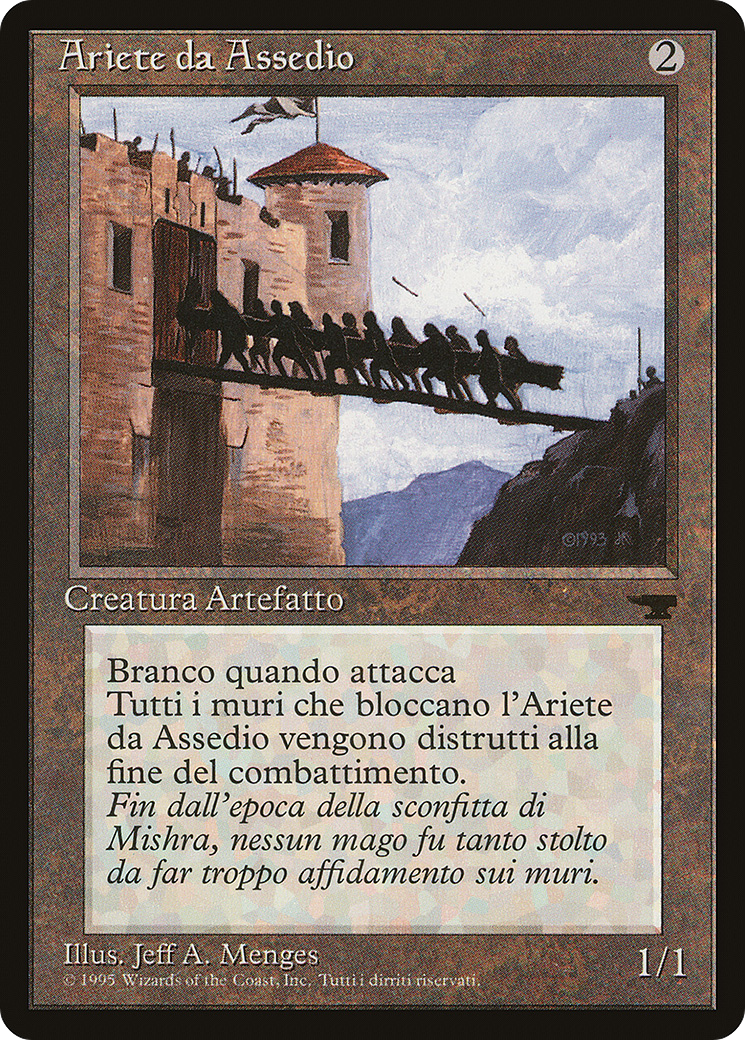 Ariete da Assedio
2
©1993 JM
Creatura Artefatto
Branco quando attacca
Tutti i muri che bloccano l'Ariete
da Assedio vengono distrutti alla
fine del combattimento.
Fin dall'epoca della sconfitta di
Mishra, nessun mago fu tanto stolto
da far troppo affidamento sui muri.
Illus. Jeff A. Menges
1/1
© 1995 Wizards of the Coast, Inc. Tutti i dirriti riservati.